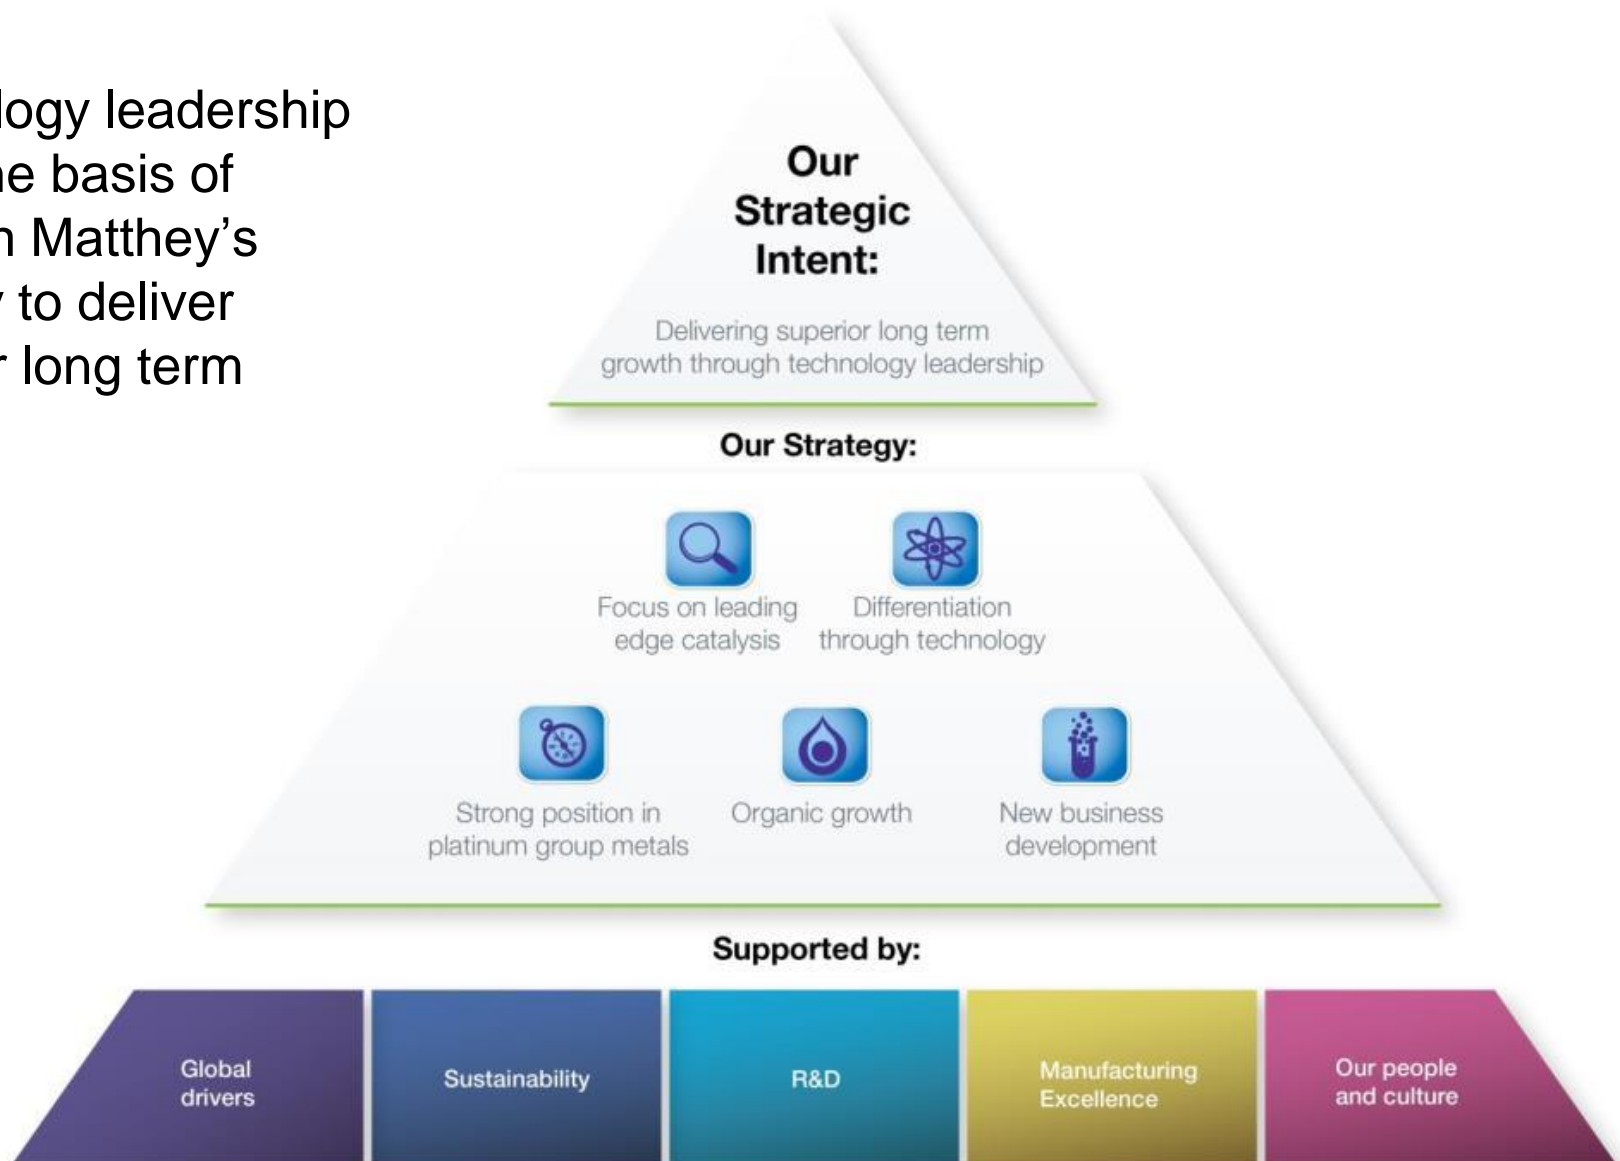 logy leadership
he basis of
n Matthey’s
y to deliver
r long term
Our
Strategic
Intent:
Delivering superior long term
growth through technology leadership
Our Strategy:
Focus on leading
edge catalysis
Differentiation
through technology
Strong position in
platinum group metals
Organic growth
New business
development
Supported by:
Global
drivers
Sustainability
R&D
Manufacturing
Excellence
Our people
and culture